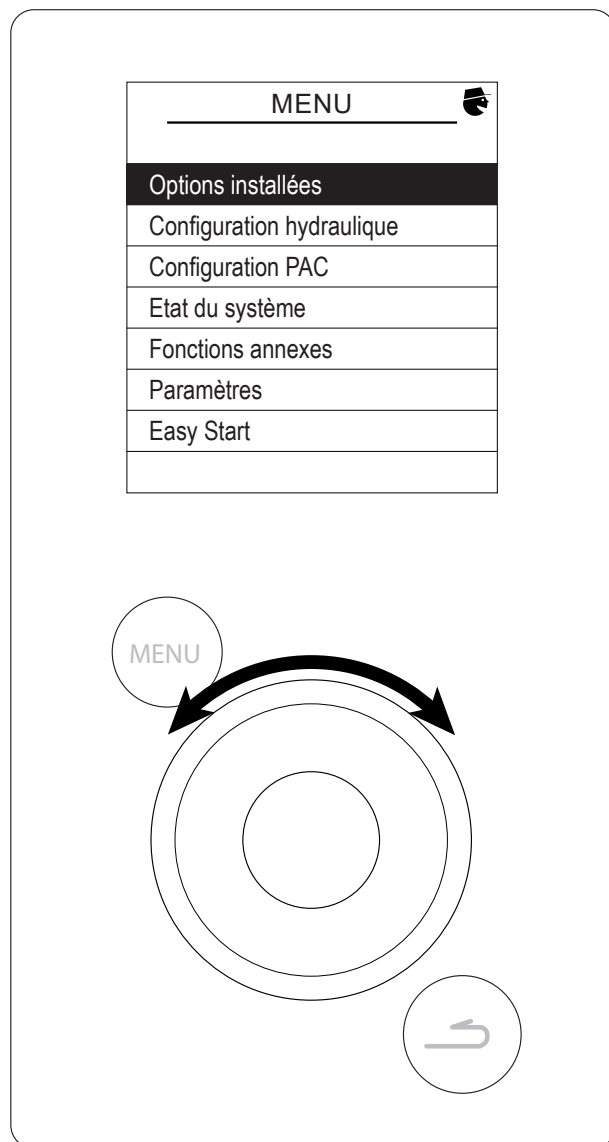 MENU
Options installées
Configuration hydraulique
Configuration PAC
Etat du système
Fonctions annexes
Paramètres
Easy Start
MENU